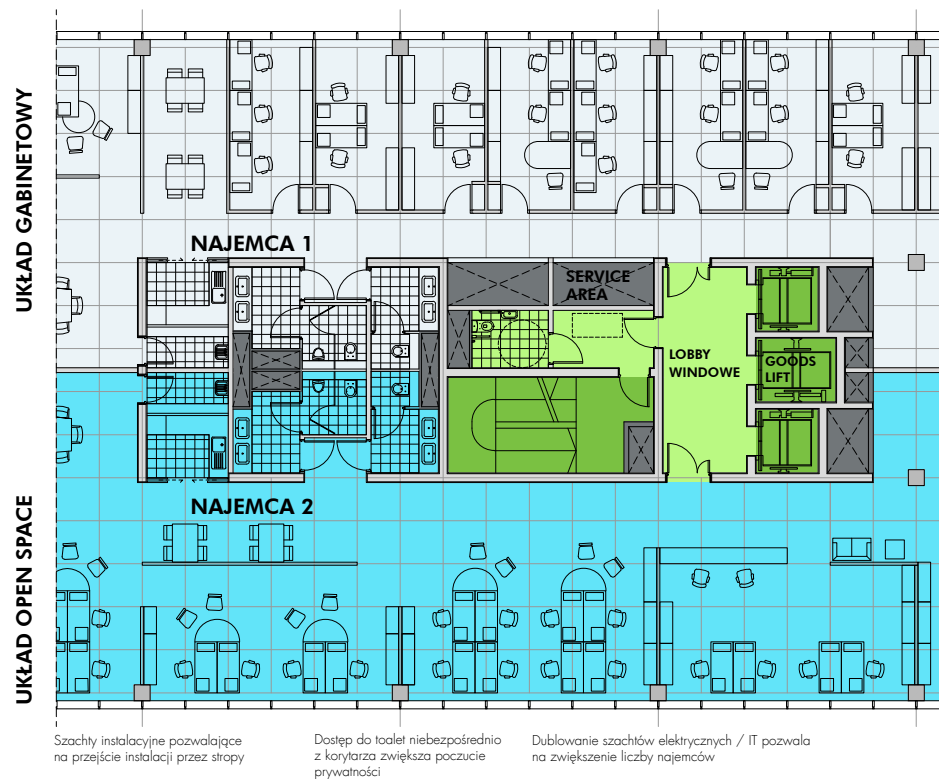 UKŁAD GABINETOWY
NAJEMCA 1
SERVICE
AREA
LOBBY
WINDOWE
GOODS
LIFT
UKŁAD OPEN SPACE
NAJEMCA 2
Szachty instalacyjne pozwalające
na przejście instalacji przez stropy
Dostęp do toalet niebezpośrednio
z korytarza zwiększa poczucie
prywatności
Dublowanie szachtów elektrycznych / IT pozwala
na zwiększenie liczby najemców